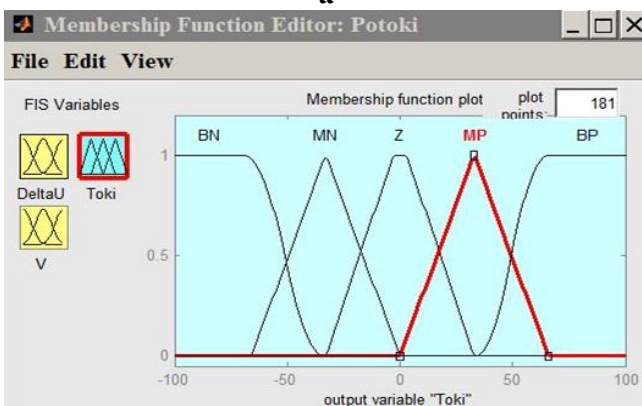 a
Membership Function Editor: Potoki
File Edit View
FIS Variables
Membership function plot plot points: 181
DeltaU Toki
V
BN MN Z MP BP
1
0.5
0
-100 -50 0 50 100
output variable "Toki"